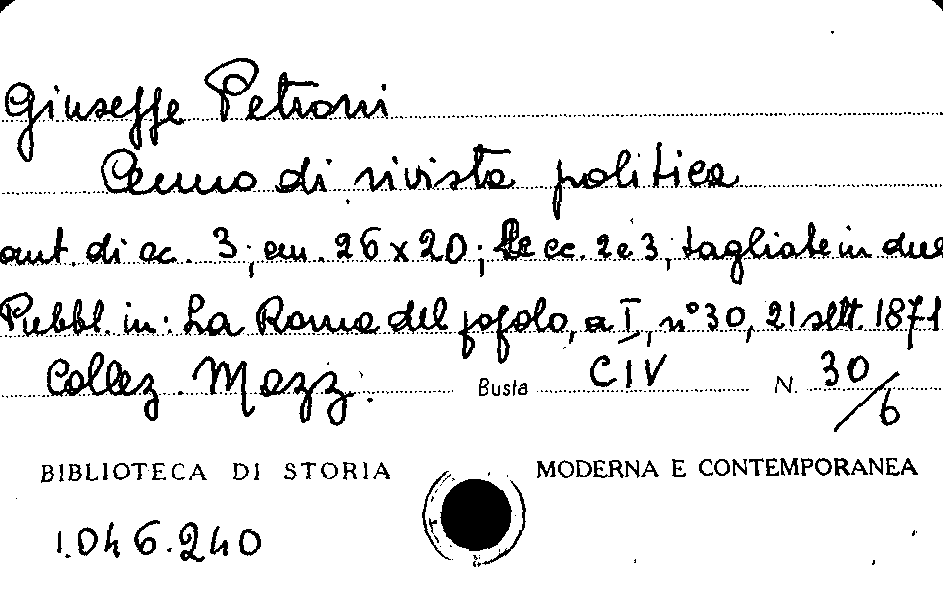 Giuseppe Petroni
Cenno di rivista politica
aut. di cc. 3; cm. 26 x 20; Le cc. 2 e 3, tagliate in due
Pubbl. in: La Roma del popolo, a I, n° 30, 21 sett. 1871
Collez. Mazz. Busta CIV N. 30/6
BIBLIOTECA DI STORIA MODERNA E CONTEMPORANEA
1.046.240